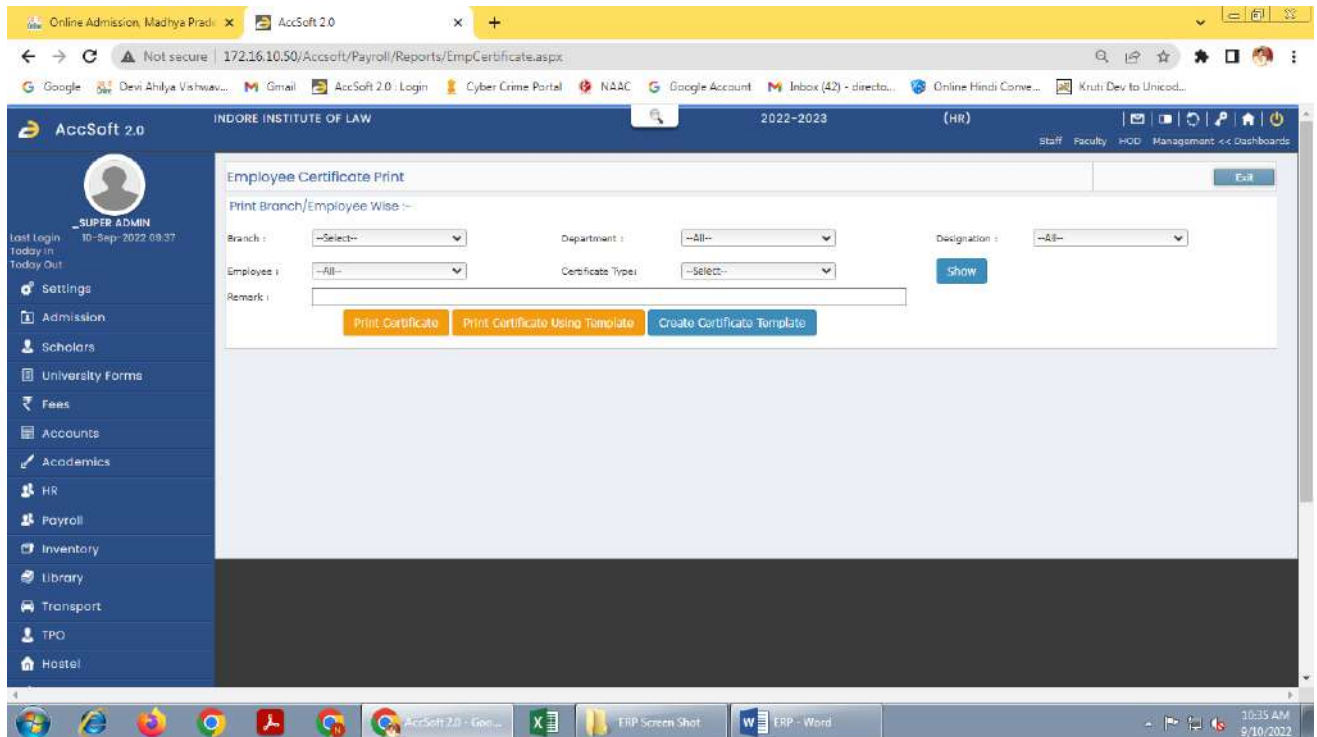 Online Admission, Madhya Prade
AccSoft 2.0
Not secure | 172.16.10.50/Accsoft/Payroll/Reports/EmpCertificate.aspx
Google
Devi Ahilya Vishwav...
Gmail
AccSoft 2.0 : Login
Cyber Crime Portal
NAAC
Google Account
Inbox (42) - directo...
Online Hindi Conve...
Kruti Dev to Unicod...
AccSoft 2.0
INDORE INSTITUTE OF LAW
2022-2023
(HR)
Staff Faculty HOD Management << Dashboards
Employee Certificate Print
Exit
Print Branch/Employee Wise :-
_SUPER ADMIN
Last Login 10-Sep-2022 09:37
Today In
Today Out
Branch : --Select-- Department : --All-- Designation : --All--
Employee : --All-- Certificate Type: --Select-- Show
Remark :
Print Certificate Print Certificate Using Template Create Certificate Template
Settings
Admission
Scholars
University Forms
Fees
Accounts
Academics
HR
Payroll
Inventory
Library
Transport
TPO
Hostel
AccSoft 2.0 - Goo...
ERP Screen Shot
ERP - Word
10:35 AM
9/10/2022